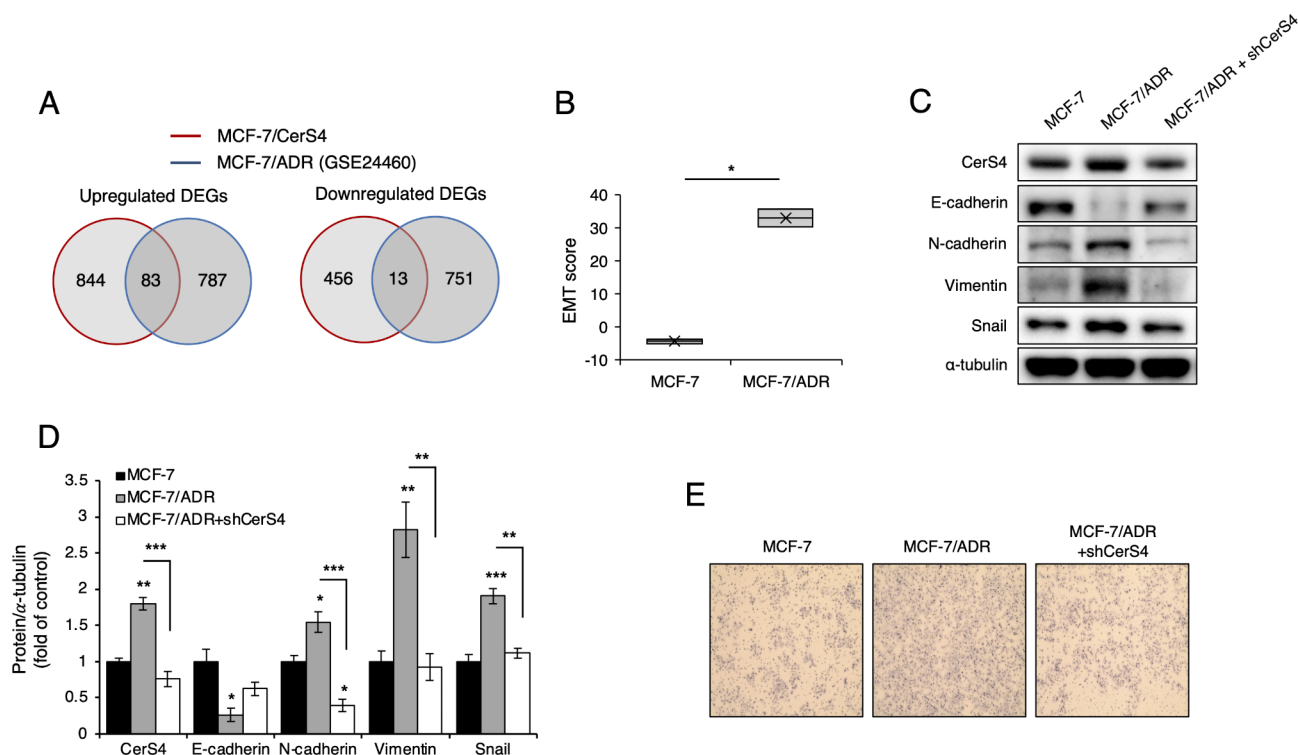 A
MCF-7/CerS4
MCF-7/ADR (GSE24460)
Upregulated DEGs
Downregulated DEGs
844
83
787
456
13
751
B
*
EMT score
40
30
20
10
0
-10
MCF-7
MCF-7/ADR
C
MCF-7
MCF-7/ADR
MCF-7/ADR + shCerS4
CerS4
E-cadherin
N-cadherin
Vimentin
Snail
α-tubulin
D
Protein/α-tubulin
(fold of control)
3.5
3
2.5
2
1.5
1
0.5
0
MCF-7
MCF-7/ADR
MCF-7/ADR+shCerS4
**
***
*
*
***
*
**
**
***
**
CerS4
E-cadherin
N-cadherin
Vimentin
Snail
E
MCF-7
MCF-7/ADR
MCF-7/ADR
+shCerS4